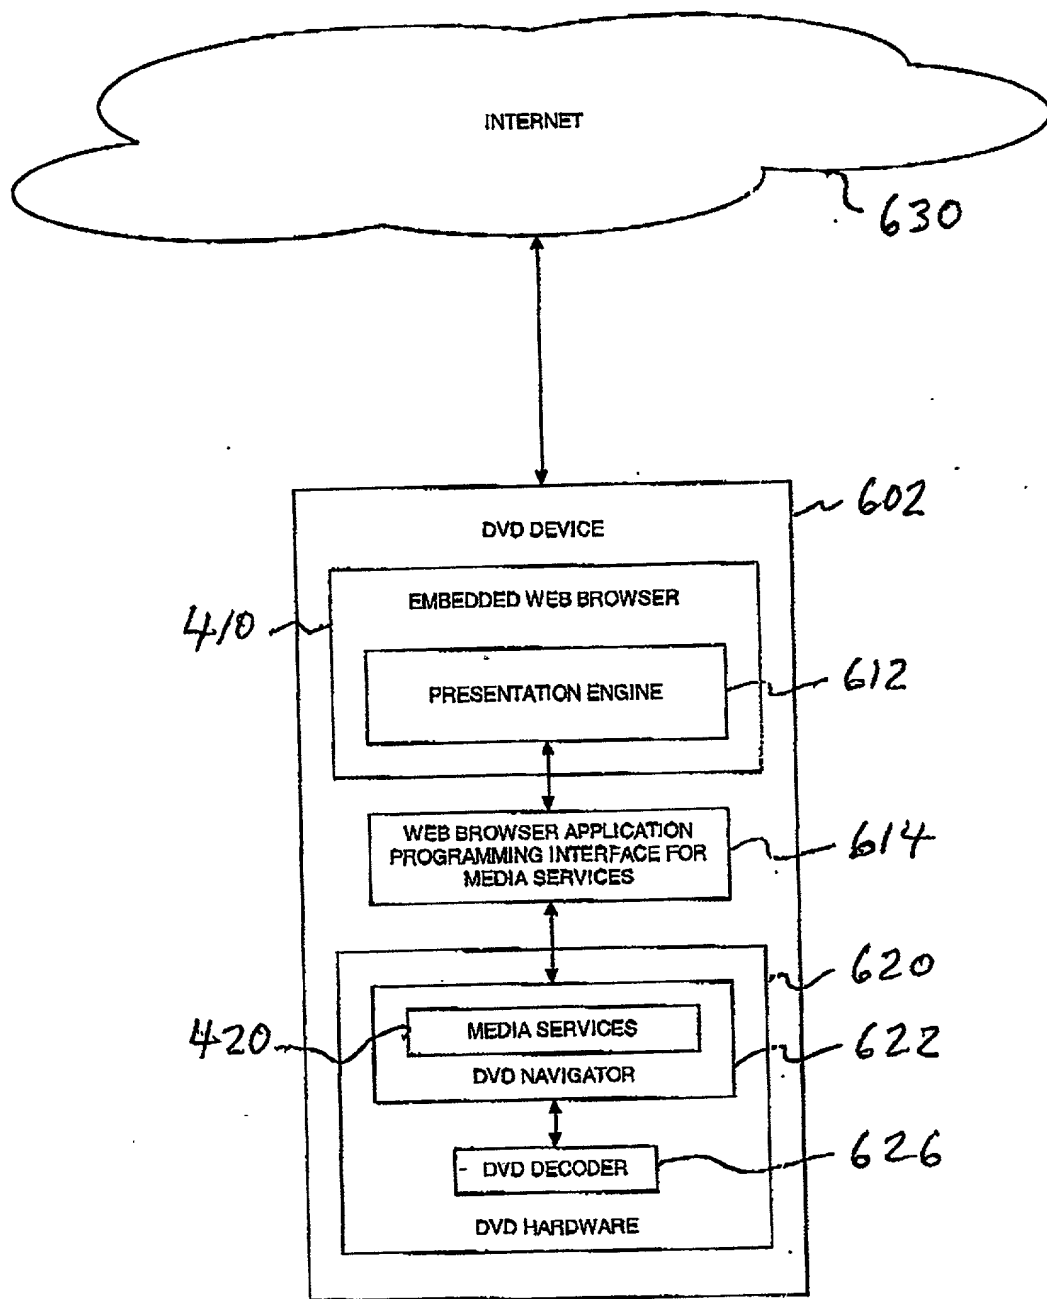 INTERNET
630
602
DVD DEVICE
EMBEDDED WEB BROWSER
410
PRESENTATION ENGINE
612
WEB BROWSER APPLICATION
PROGRAMMING INTERFACE FOR
MEDIA SERVICES
614
620
MEDIA SERVICES
420
622
DVD NAVIGATOR
DVD DECODER
626
DVD HARDWARE